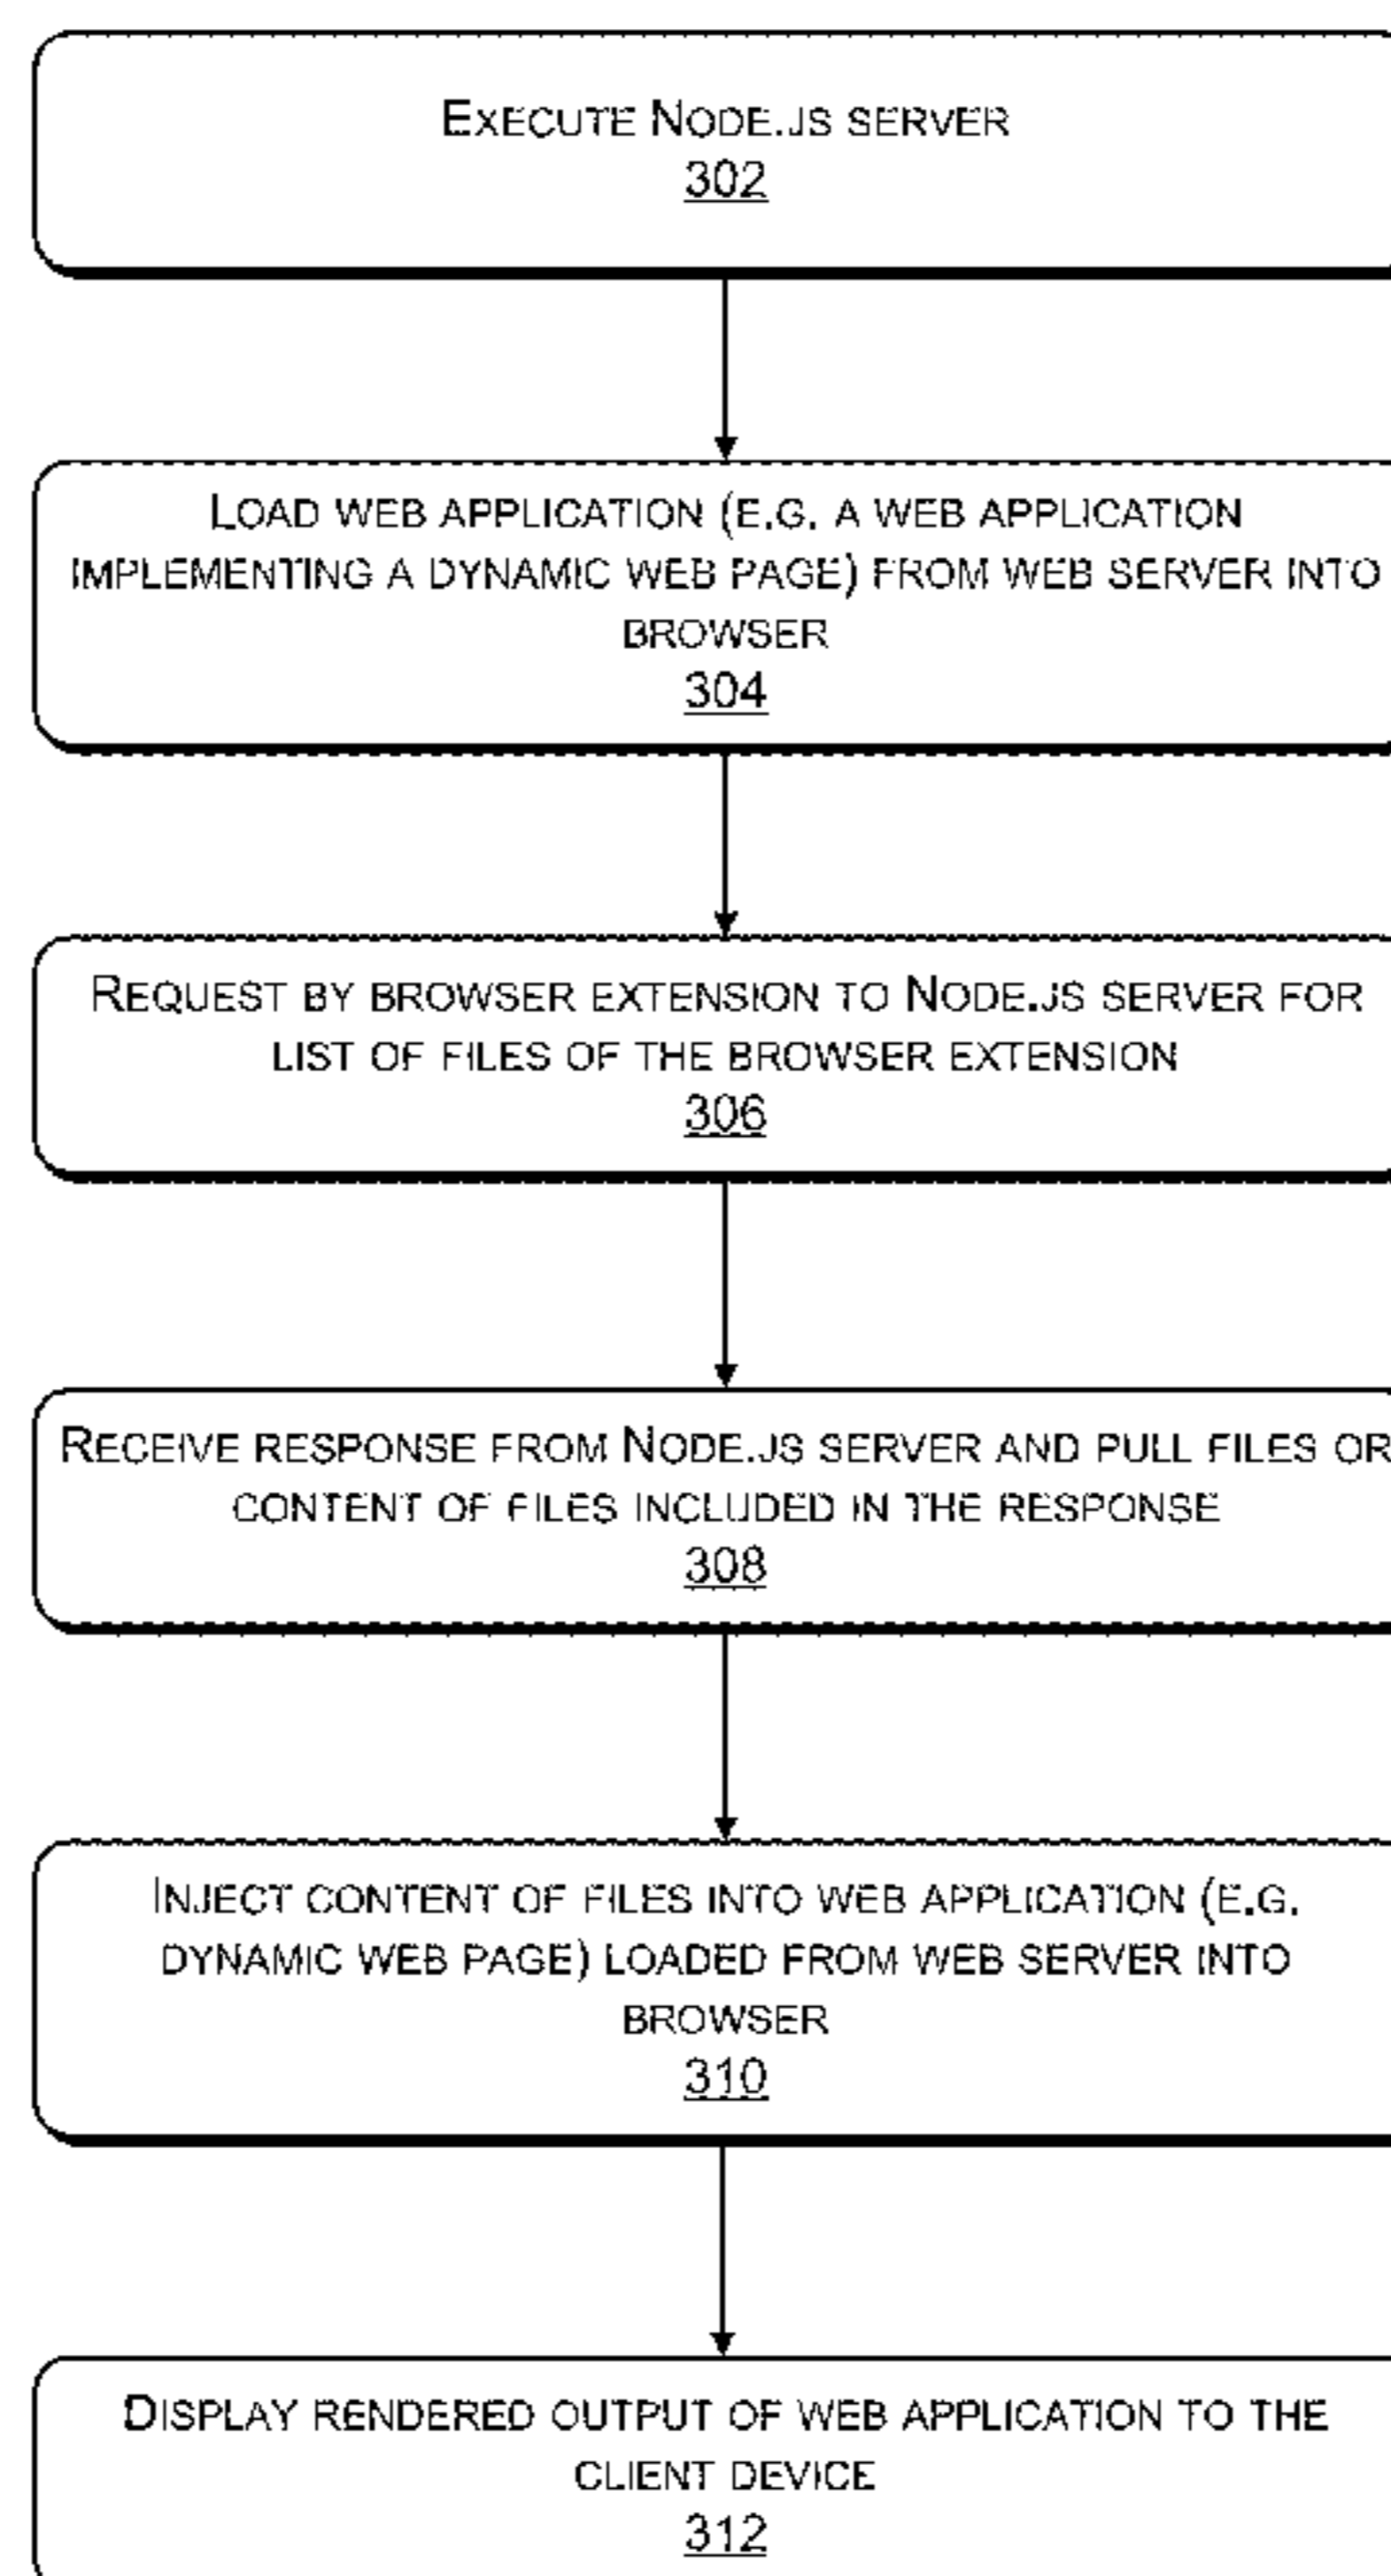 EXECUTE NODE.JS SERVER
302
LOAD WEB APPLICATION (E.G. A WEB APPLICATION
IMPLEMENTING A DYNAMIC WEB PAGE) FROM WEB SERVER INTO
BROWSER
304
REQUEST BY BROWSER EXTENSION TO NODE.JS SERVER FOR
LIST OF FILES OF THE BROWSER EXTENSION
306
RECEIVE RESPONSE FROM NODE.JS SERVER AND PULL FILES OR
CONTENT OF FILES INCLUDED IN THE RESPONSE
308
INJECT CONTENT OF FILES INTO WEB APPLICATION (E.G.
DYNAMIC WEB PAGE) LOADED FROM WEB SERVER INTO
BROWSER
310
DISPLAY RENDERED OUTPUT OF WEB APPLICATION TO THE
CLIENT DEVICE
312